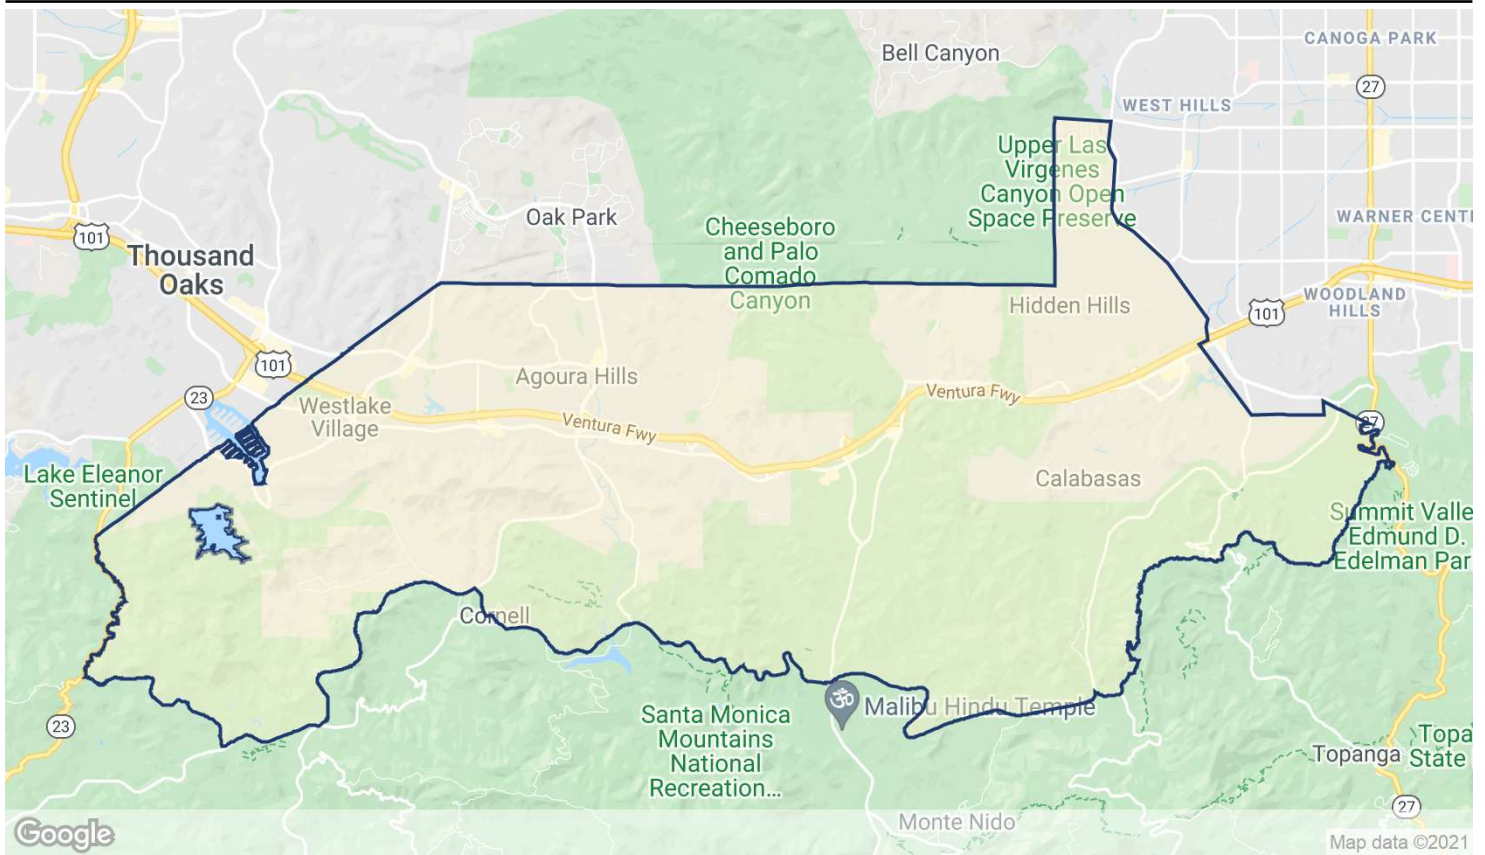 CANOGA PARK
Bell Canyon
27
WEST HILLS
Upper Las
Virgenes
Canyon Open
Space Preserve
Oak Park
WARNER CENT
Cheeseboro
and Palo
Comado
Canyon
101
Thousand
Oaks
Hidden Hills
WOODLAND
HILLS
101
101
Agoura Hills
23
Westlake
Village
Ventura Fwy
Ventura Fwy
27
Lake Eleanor
Sentinel
Calabasas
Summit Valle
Edmund D.
Edelman Par
Cornell
Malibu Hindu Temple
Santa Monica
Mountains
National
Recreation...
23
Topanga
Topa
State
27
Monte Nido
Google
Map data ©2021